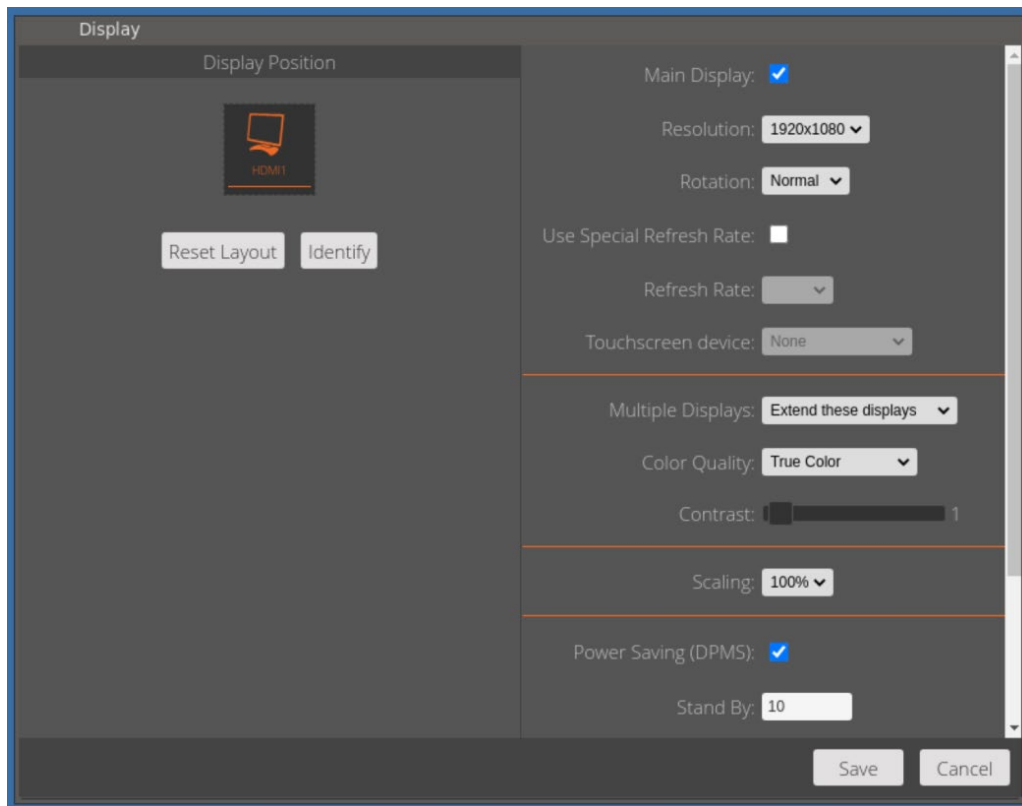 Display
Display Position
HDMI1
Reset Layout Identify
Main Display:
Resolution: 1920x1080
Rotation: Normal
Use Special Refresh Rate:
Refresh Rate:
Touchscreen device: None
Multiple Displays: Extend these displays
Color Quality: True Color
Contrast: 1
Scaling: 100%
Power Saving (DPMS):
Stand By: 10
Save Cancel